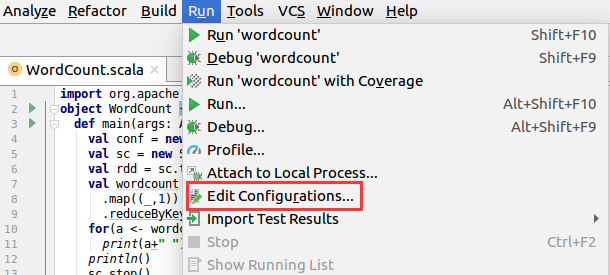 Analyze Refactor Build Run Tools VCS Window Help
WordCount.scala
Run 'wordcount' Shift+F10
Debug 'wordcount' Shift+F9
Run 'wordcount' with Coverage
Run... Alt+Shift+F10
Debug... Alt+Shift+F9
Profile...
Attach to Local Process...
Edit Configurations...
Import Test Results
Stop Ctrl+F2
Show Running List
1 import org.apache
2 object WordCount
3 def main(args:
4 val conf = new
5 val sc = new
6 val rdd = sc.
7 val wordcount
8 .map((_,1))
9 .reduceByKey
10 for(a <- wordc
11 print(a+" "
12 println()
13 sc.stop()